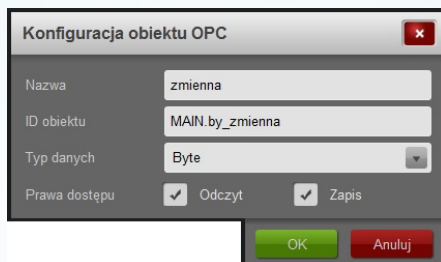 Konfiguracja obiektu OPC
Nazwa zmienna
ID obiektu MAIN.by_zmienna
Typ danych Byte
Prawa dostępu Odczyt Zapis
OK Anuluj